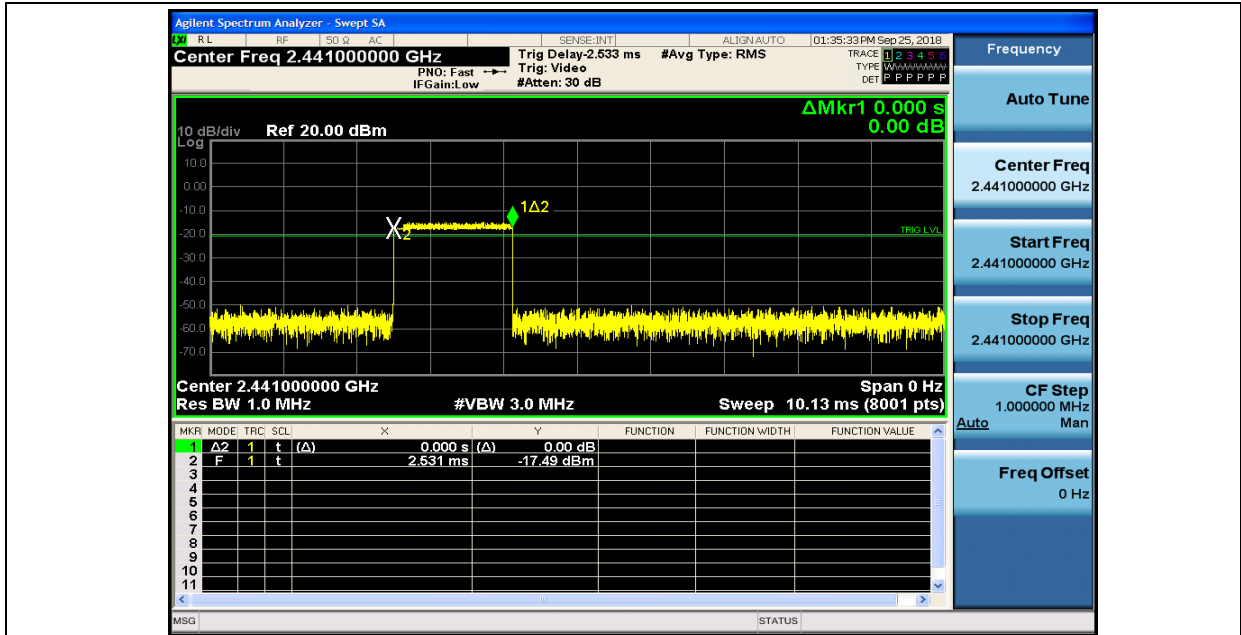 Agilent Spectrum Analyzer - Swept SA
LXI RL RF 50 Ω AC SENSE:INT ALIGN AUTO 01:35:33 PM Sep 25, 2018
Center Freq 2.441000000 GHz
PNO: Fast
IFGain:Low
Trig Delay-2.533 ms
Trig: Video
#Atten: 30 dB
#Avg Type: RMS
TRACE 1 2 3 4 5 6
TYPE WWWWWW
DET P P P P P P
ΔMkr1 0.000 s
0.00 dB
10 dB/div Ref 20.00 dBm
Log
10.0
0.00
-10.0
-20.0
-30.0
-40.0
-50.0
-60.0
-70.0
1Δ2
X2
TRIG LVL
Center 2.441000000 GHz Span 0 Hz
Res BW 1.0 MHz #VBW 3.0 MHz Sweep 10.13 ms (8001 pts)
MKR MODE TRC SCL X Y FUNCTION FUNCTION WIDTH FUNCTION VALUE
1 Δ2 1 t (Δ) 0.000 s (Δ) 0.00 dB
2 F 1 t 2.531 ms -17.49 dBm
3
4
5
6
7
8
9
10
11
MSG STATUS
Frequency
Auto Tune
Center Freq
2.441000000 GHz
Start Freq
2.441000000 GHz
Stop Freq
2.441000000 GHz
CF Step
1.000000 MHz
Auto Man
Freq Offset
0 Hz